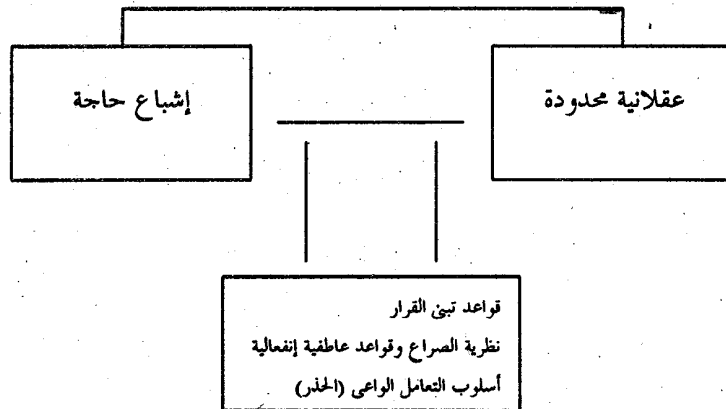 عقلانية محدودة
إشباع حاجة
قواعد تبنى القرار
نظرية الصراع وقواعد عاطفية إنفعالية
أسلوب التعامل الواعى (الحذر)